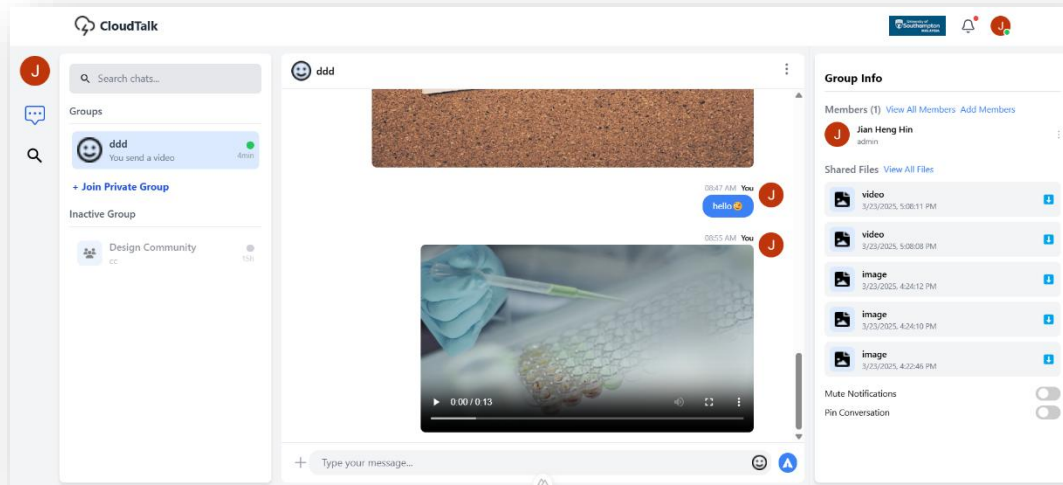 CloudTalk
University of
Southampton
MALAYSIA
J
J
Search chats...
Groups
ddd
You send a video
4min
+ Join Private Group
Inactive Group
Design Community
cc
15h
ddd
08:47 AM You
hello
J
08:55 AM You
J
0:00 / 0:13
Type your message...
Group Info
Members (1) View All Members Add Members
J
Jian Heng Hin
admin
Shared Files View All Files
video
3/23/2025, 5:08:11 PM
video
3/23/2025, 5:08:08 PM
image
3/23/2025, 4:24:12 PM
image
3/23/2025, 4:24:10 PM
image
3/23/2025, 4:22:46 PM
Mute Notifications
Pin Conversation